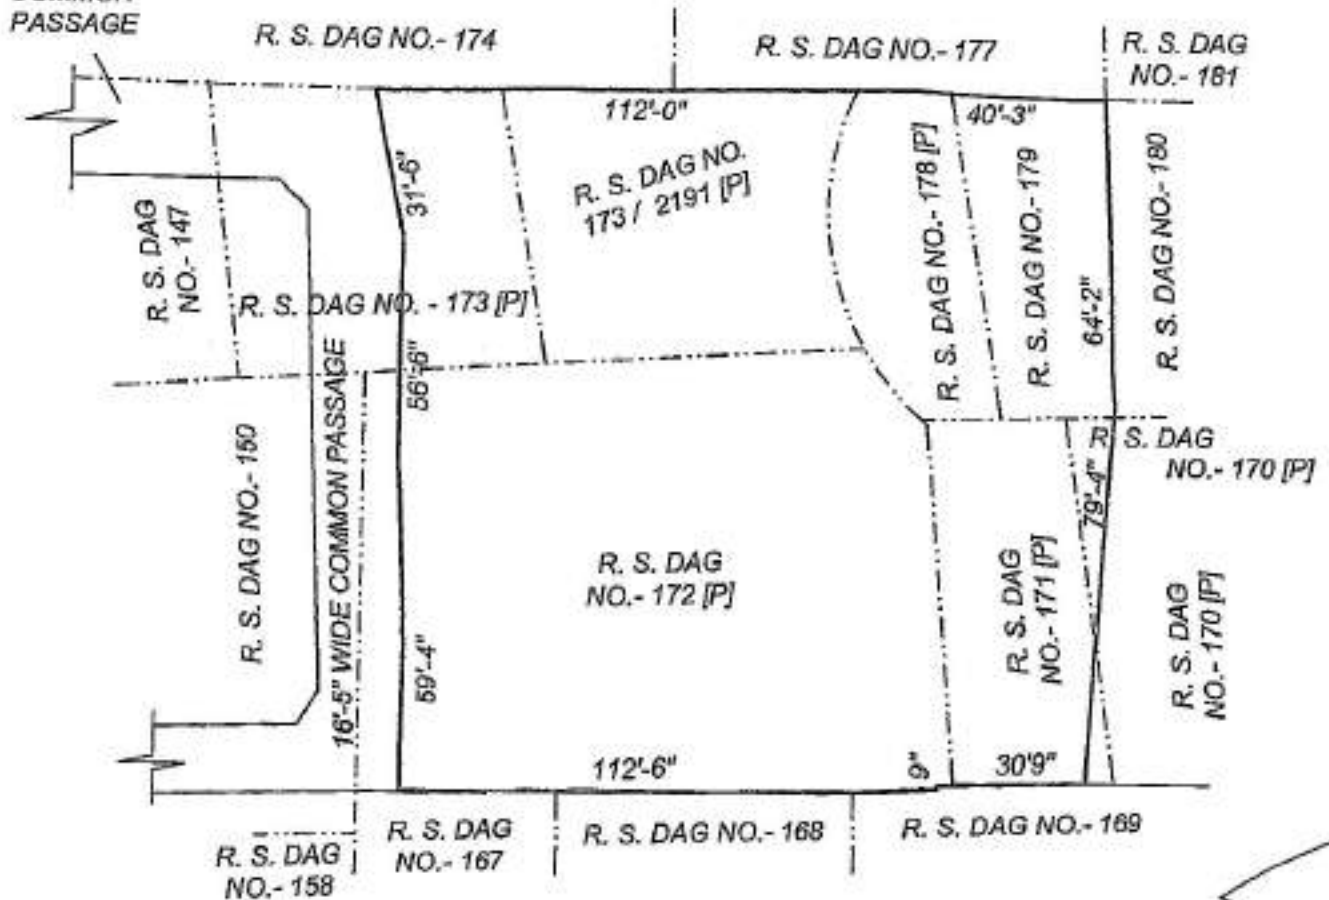 PASSAGE
R. S. DAG NO.- 174
R. S. DAG NO.- 177
R. S. DAG
NO.- 181
112'-0"
40'-3"
31'-6"
R. S. DAG NO.
173 / 2191 [P]
R. S. DAG NO.- 178 [P]
R. S. DAG NO.- 179
64'-2"
R. S. DAG NO.- 180
R. S. DAG
NO.- 147
R. S. DAG NO. - 173 [P]
56'-6"
R. S. DAG NO.- 150
16'-5" WIDE COMMON PASSAGE
R. S. DAG
NO.- 170 [P]
79'-4"
R. S. DAG
NO.- 172 [P]
R. S. DAG
NO.- 171 [P]
R. S. DAG
NO.- 170 [P]
59'-4"
112'-6"
9"
30'9"
R. S. DAG
NO.- 158
R. S. DAG
NO.- 167
R. S. DAG NO.- 168
R. S. DAG NO.- 169